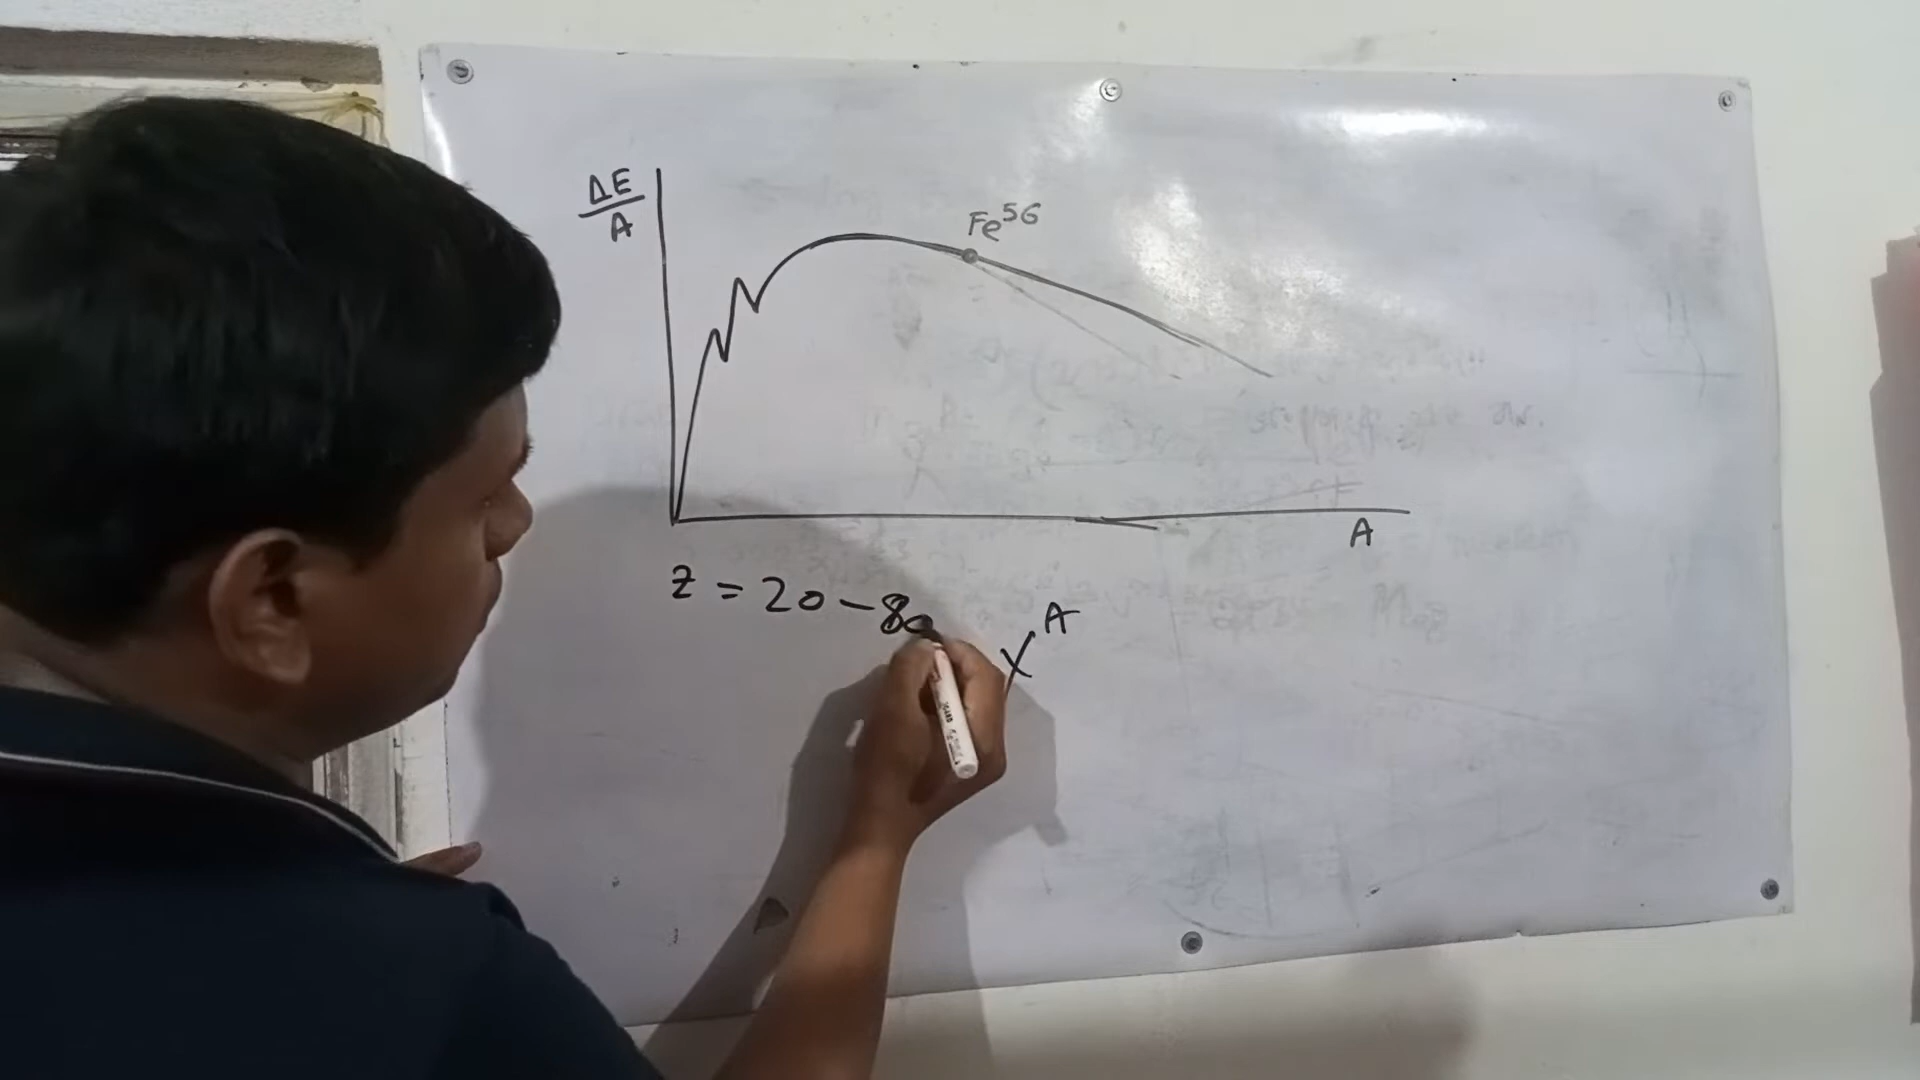 ΔE
A
Fe⁵⁶
A
Z = 20 – 80
X A